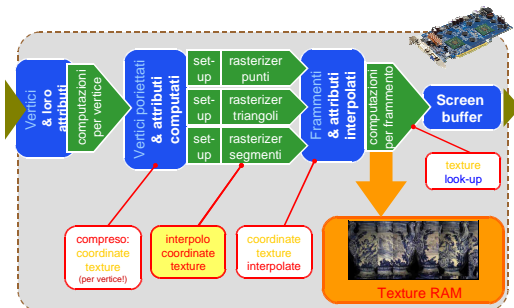 Vertici
& loro
attributi
computazioni
per vertice
Vertici porriettati
& attributi
computati
set-
up
rasterizer
punti
set-
up
rasterizer
triangoli
set-
up
rasterizer
segmenti
Frammenti
& attributi
interpolati
computazioni
per frammento
Screen
buffer
texture
look-up
compreso:
coordinate
texture
(per vertice!)
interpolo
coordinate
texture
coordinate
texture
interpolate
Texture RAM